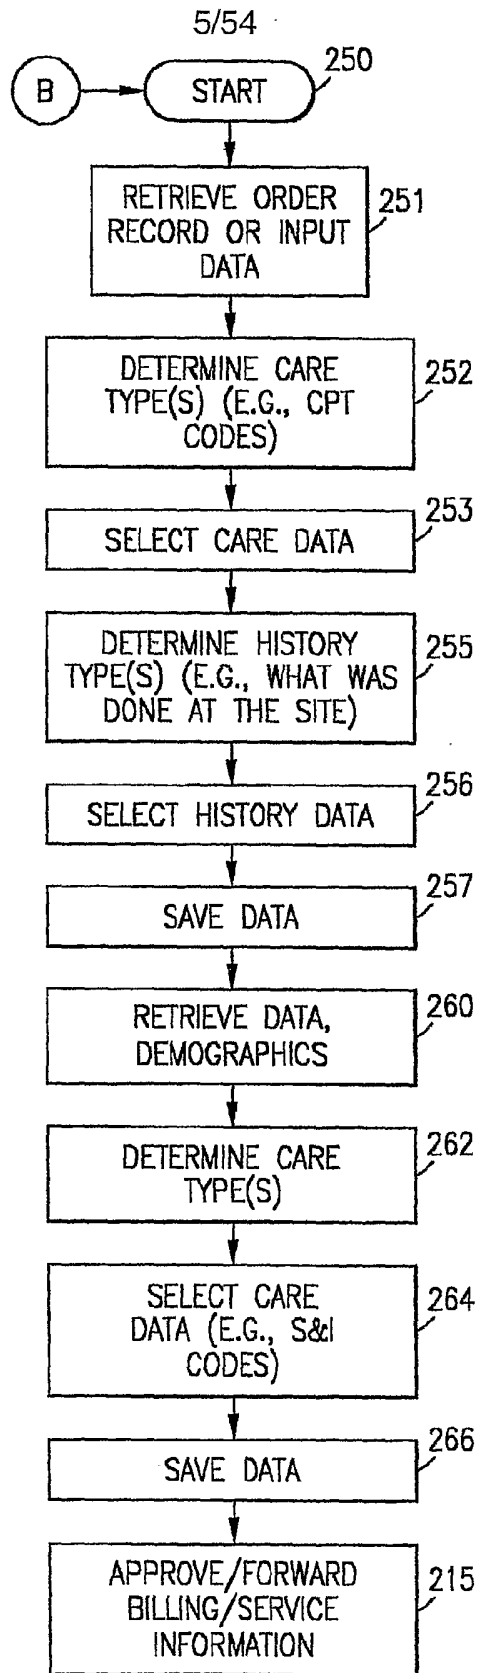 5/54
B
START
250
RETRIEVE ORDER
RECORD OR INPUT
DATA
251
DETERMINE CARE
TYPE(S) (E.G., CPT
CODES)
252
SELECT CARE DATA
253
DETERMINE HISTORY
TYPE(S) (E.G., WHAT WAS
DONE AT THE SITE)
255
SELECT HISTORY DATA
256
SAVE DATA
257
RETRIEVE DATA,
DEMOGRAPHICS
260
DETERMINE CARE
TYPE(S)
262
SELECT CARE
DATA (E.G., S&I
CODES)
264
SAVE DATA
266
APPROVE/FORWARD
BILLING/SERVICE
INFORMATION
215